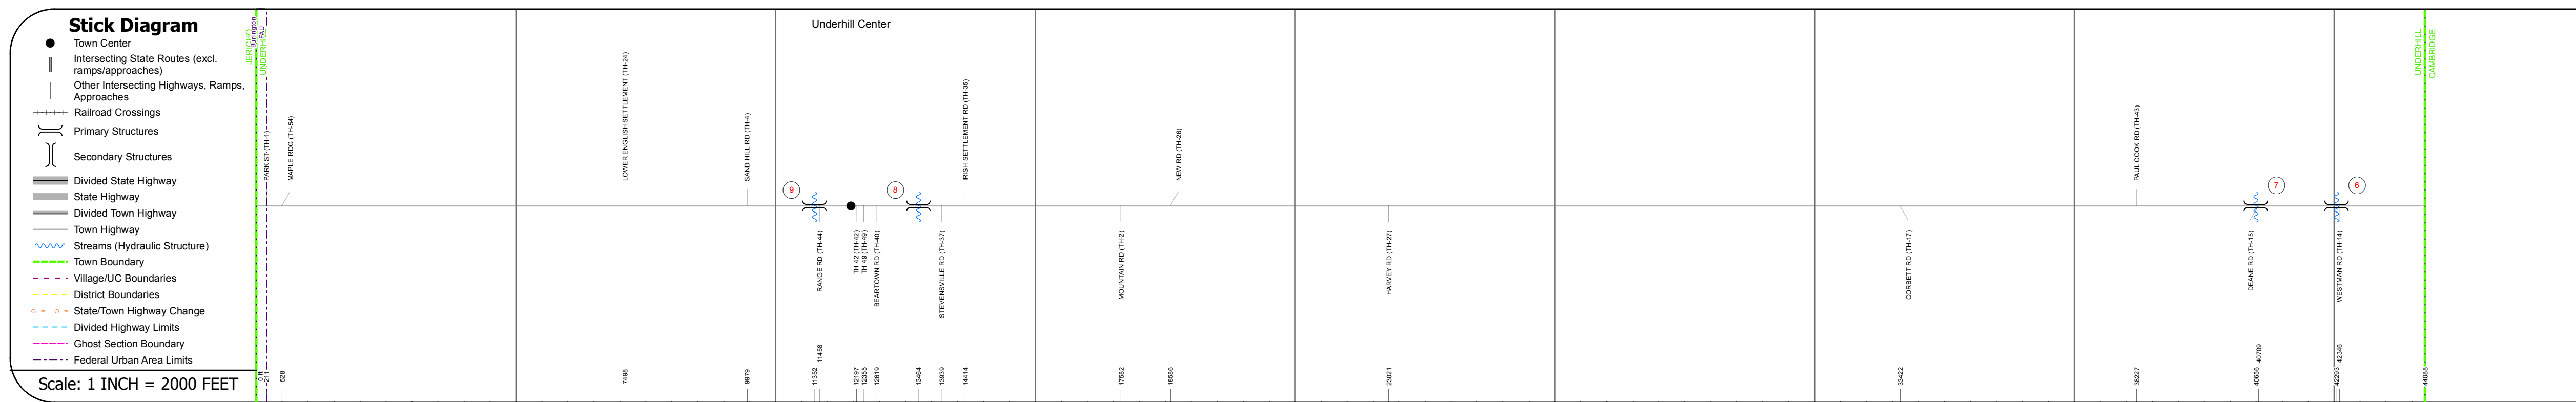 Stick Diagram
Town Center
Intersecting State Routes (excl.
ramps/approaches)
Other Intersecting Highways, Ramps,
Approaches
Railroad Crossings
Primary Structures
Secondary Structures
Divided State Highway
State Highway
Divided Town Highway
Town Highway
Streams (Hydraulic Structure)
Town Boundary
Village/UC Boundaries
District Boundaries
State/Town Highway Change
Divided Highway Limits
Ghost Section Boundary
Federal Urban Area Limits
Scale: 1 INCH = 2000 FEET
JERICHO
Burlington
FAU
Underhill Center
UNDERHILL
CAMBRIDGE
PARK ST (TH-1)
MAPLE RDG (TH-54)
LOWER ENGLISH SETTLEMENT (TH-24)
SAND HILL RD (TH-4)
IRISH SETTLEMENT RD (TH-35)
NEW RD (TH-26)
PAUL COOK RD (TH-43)
9
8
7
6
RANGE RD (TH-44)
TH 42 (TH-42)
TH 49 (TH-49)
BEARTOWN RD (TH-40)
STEVENSVILLE RD (TH-37)
MOUNTAIN RD (TH-2)
HARVEY RD (TH-27)
CORBETT RD (TH-17)
DEANE RD (TH-15)
WESTMAN RD (TH-14)
0 ft
211
528
7498
9979
11352
11458
12197
12355
12619
13464
13939
14414
17582
18586
23021
33422
38227
40656
40709
42293
42346
44088